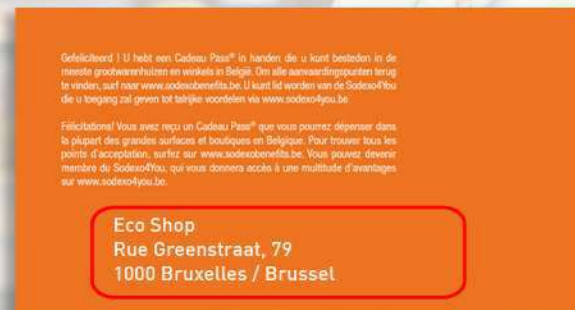 Gefeliciteerd ! U hebt een Cadeau Pass® in handen die u kunt besteden in de
meeste grootwarenhuizen en winkels in België. Om alle aanvaardingspunten terug
te vinden, surf naar www.sodexobenefits.be. U kunt lid worden van de Sodexo4You
die u toegang zal geven tot talrijke voordelen via www.sodexo4you.be
Félicitations! Vous avez reçu un Cadeau Pass® que vous pourrez dépenser dans
la plupart des grandes surfaces et boutiques en Belgique. Pour trouver tous les
points d'acceptation, surfez sur www.sodexobenefits.be. Vous pouvez devenir
membre du Sodexo4You, qui vous donnera accès à une multitude d'avantages
sur www.sodexo4you.be.
Eco Shop
Rue Greenstraat, 79
1000 Bruxelles / Brussel